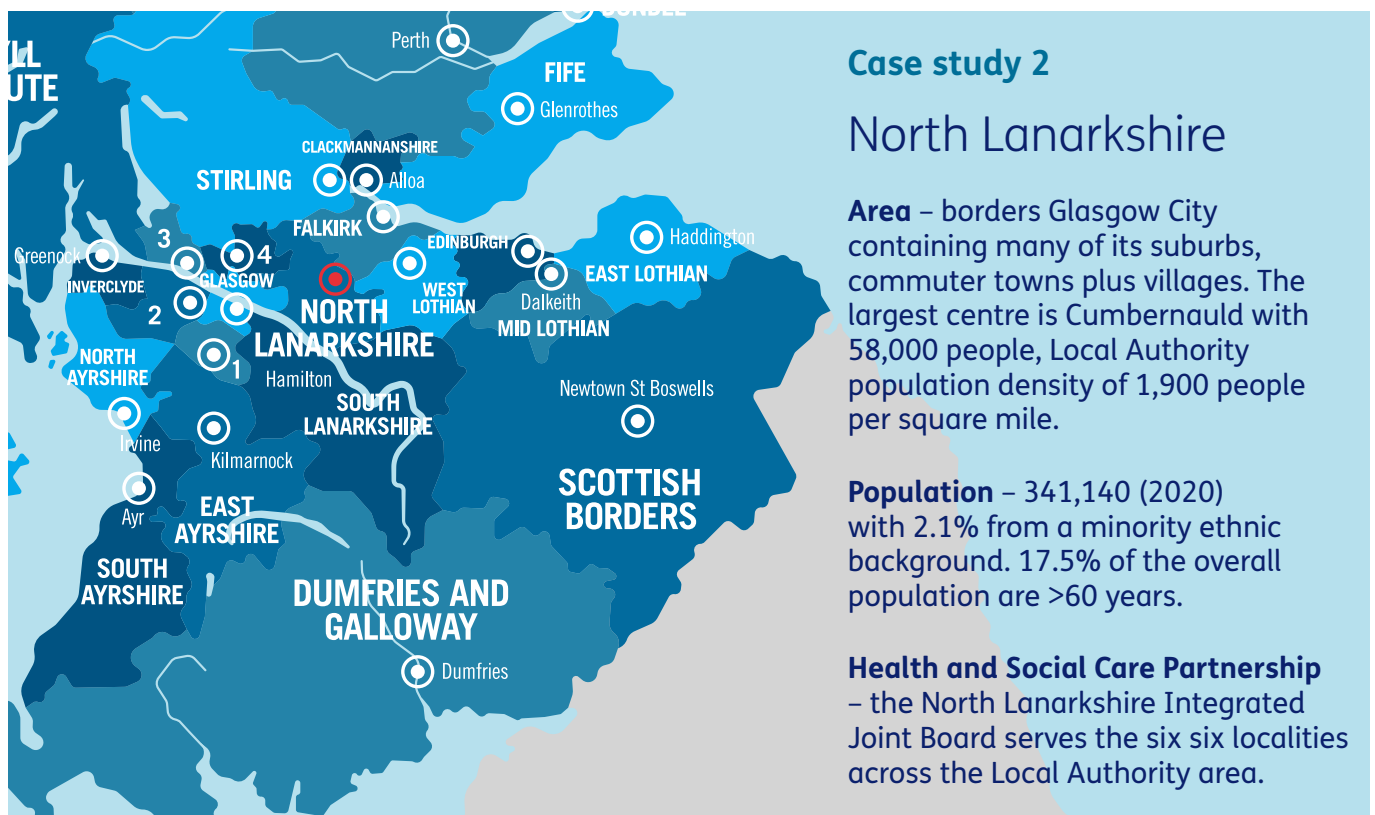 DUNDEE
Perth
LL
UTE
FIFE
Glenrothes
CLACKMANNANSHIRE
STIRLING
Alloa
FALKIRK
3
4
EDINBURGH
Haddington
Greenock
GLASGOW
INVERCLYDE
EAST LOTHIAN
WEST
LOTHIAN
Dalkeith
2
NORTH
LANARKSHIRE
MID LOTHIAN
NORTH
AYRSHIRE
1
Hamilton
Newtown St Boswells
SOUTH
LANARKSHIRE
Irvine
Kilmarnock
SCOTTISH
BORDERS
Ayr
EAST
AYRSHIRE
SOUTH
AYRSHIRE
DUMFRIES AND
GALLOWAY
Dumfries
Case study 2
North Lanarkshire
Area – borders Glasgow City
containing many of its suburbs,
commuter towns plus villages. The
largest centre is Cumbernauld with
58,000 people, Local Authority
population density of 1,900 people
per square mile.
Population – 341,140 (2020)
with 2.1% from a minority ethnic
background. 17.5% of the overall
population are >60 years.
Health and Social Care Partnership
– the North Lanarkshire Integrated
Joint Board serves the six six localities
across the Local Authority area.